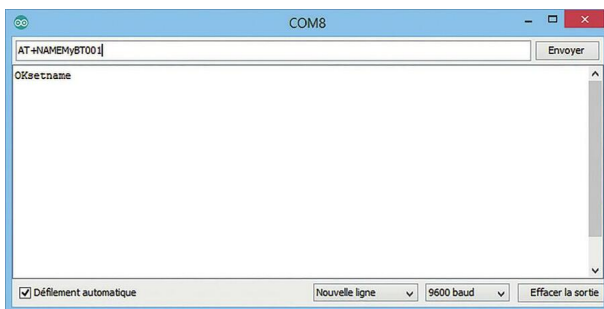 COM8
AT+NAMEMyBT001
Envoyer
OKsetname
Défilement automatique
Nouvelle ligne
9600 baud
Effacer la sortie